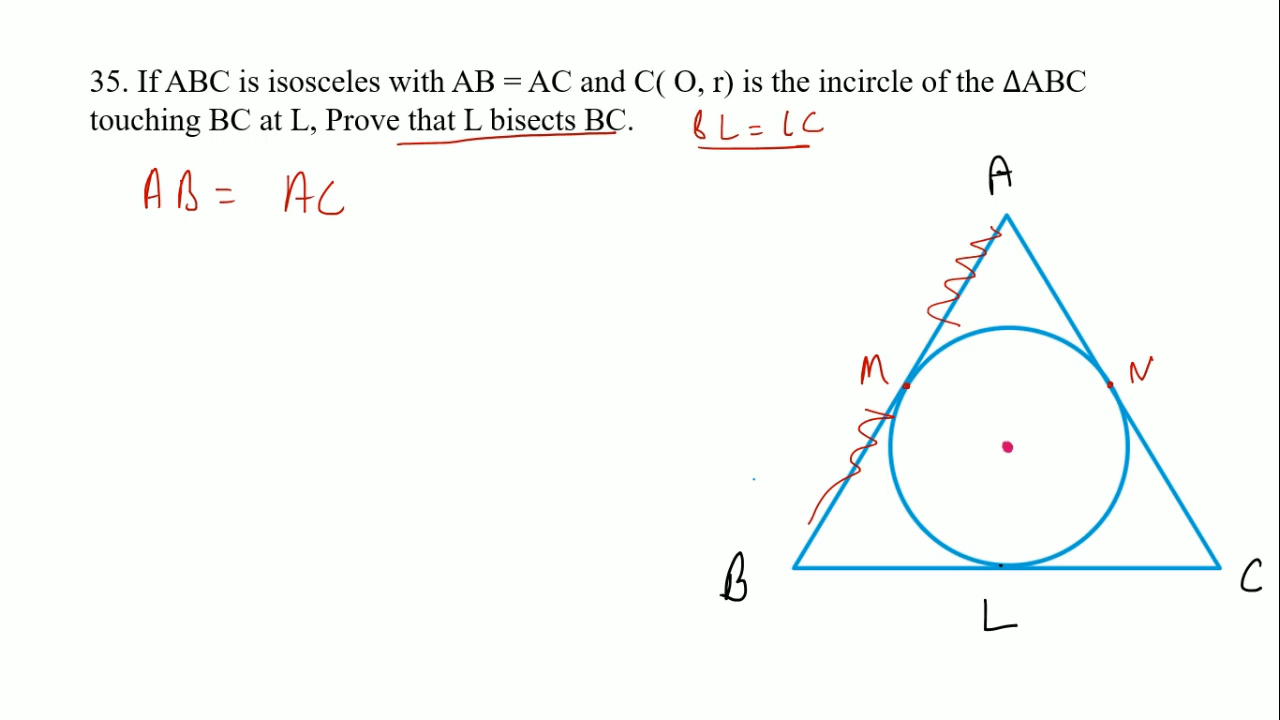 35. If ABC is isosceles with AB = AC and C( O, r) is the incircle of the ΔABC
touching BC at L, Prove that L bisects BC. BL = LC
AB = AC
A
M
N
B
C
L